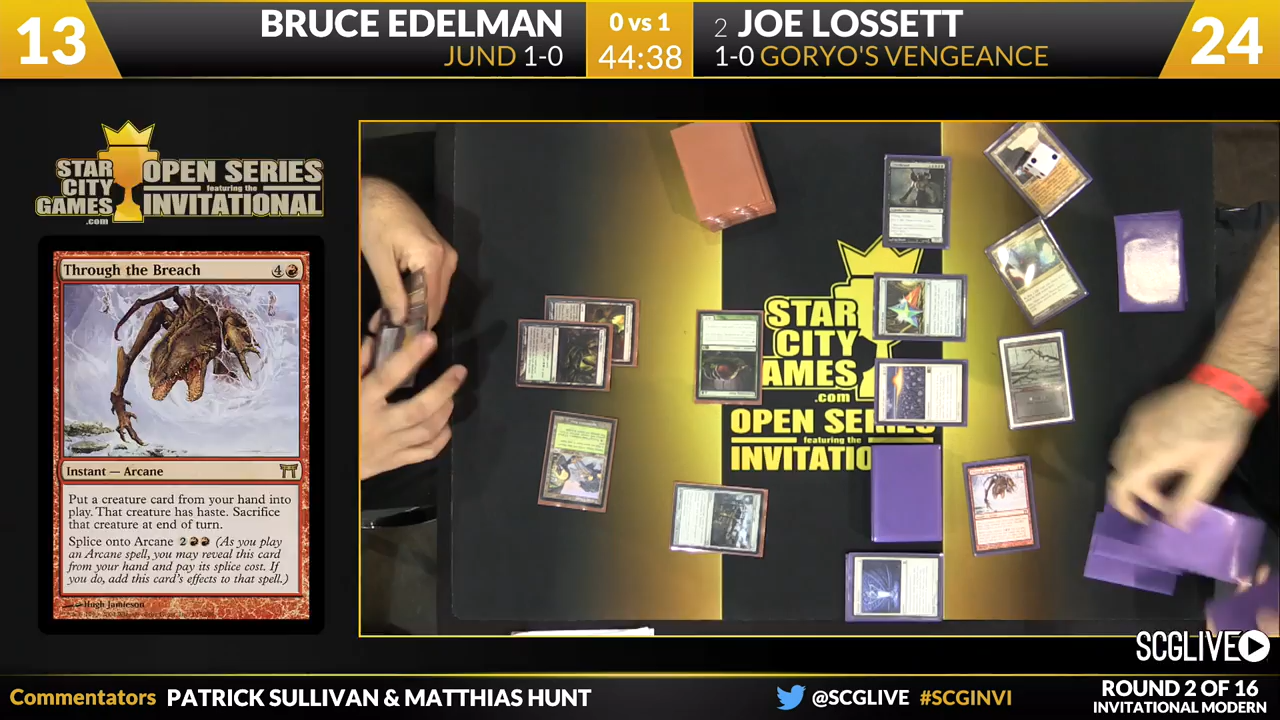 13
BRUCE EDELMAN
JUND 1-0
0 vs 1
44:38
2 JOE LOSSETT
1-0 GORYO'S VENGEANCE
24
STAR CITY GAMES .com
OPEN SERIES
featuring the
INVITATIONAL
Through the Breach 4
Instant — Arcane
Put a creature card from your hand into
play. That creature has haste. Sacrifice
that creature at end of turn.
Splice onto Arcane 2 (As you play
an Arcane spell, you may reveal this card
from your hand and pay its splice cost. If
you do, add this card's effects to that spell.)
Hugh Jamieson
STAR
CITY
AMES
.com
OPEN SERIES
featuring the
INVITATIO
SCGLIVE
Commentators PATRICK SULLIVAN & MATTHIAS HUNT
@SCGLIVE #SCGINVI
ROUND 2 OF 16
INVITATIONAL MODERN